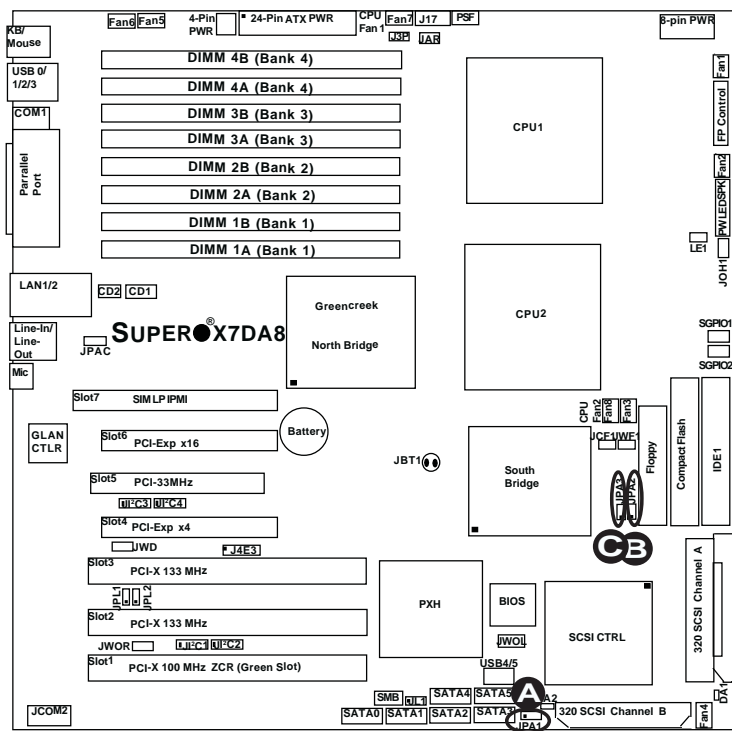 Fan6 Fan5
4-Pin PWR
24-Pin ATX PWR
CPU Fan 1
Fan7
J17
PSF
J3P
JAR
8-pin PWR
KB/ Mouse
USB 0/ 1/2/3
COM1
Parrallel Port
DIMM 4B (Bank 4)
DIMM 4A (Bank 4)
DIMM 3B (Bank 3)
DIMM 3A (Bank 3)
DIMM 2B (Bank 2)
DIMM 2A (Bank 2)
DIMM 1B (Bank 1)
DIMM 1A (Bank 1)
CPU1
Fan1
FP Control
Fan2
PWLEDSPK
LE1
JOH1
LAN1/2
CD2 CD1
Greencreek
North Bridge
CPU2
Line-In/ Line-Out
JPAC
SUPER®X7DA8
SGPIO1
SGPIO2
Mic
Slot7 SIMLP IPMI
GLAN CTLR
Slot6 PCI-Exp x16
Battery
JBT1
South Bridge
CPU Fan2
Fan8
Fan3
JCF1 JWF1
Floppy
Compact Flash
IDE1
JPA3
JPA2
C B
Slot5 PCI-33MHz
JI²C3 JI²C4
Slot4 PCI-Exp x4
JWD
J4E3
Slot3 PCI-X 133 MHz
JPL1
JPL2
Slot2 PCI-X 133 MHz
JWOR
JI²C1 JI²C2
Slot1 PCI-X 100 MHz ZCR (Green Slot)
PXH
BIOS
JWOL
USB4/5
SCSI CTRL
320 SCSI Channel A
DA1
JCOM2
SMB
JL1
SATA4 SATA5
SATA0 SATA1 SATA2 SATA3
A
JPA1
A2
320 SCSI Channel B
Fan4